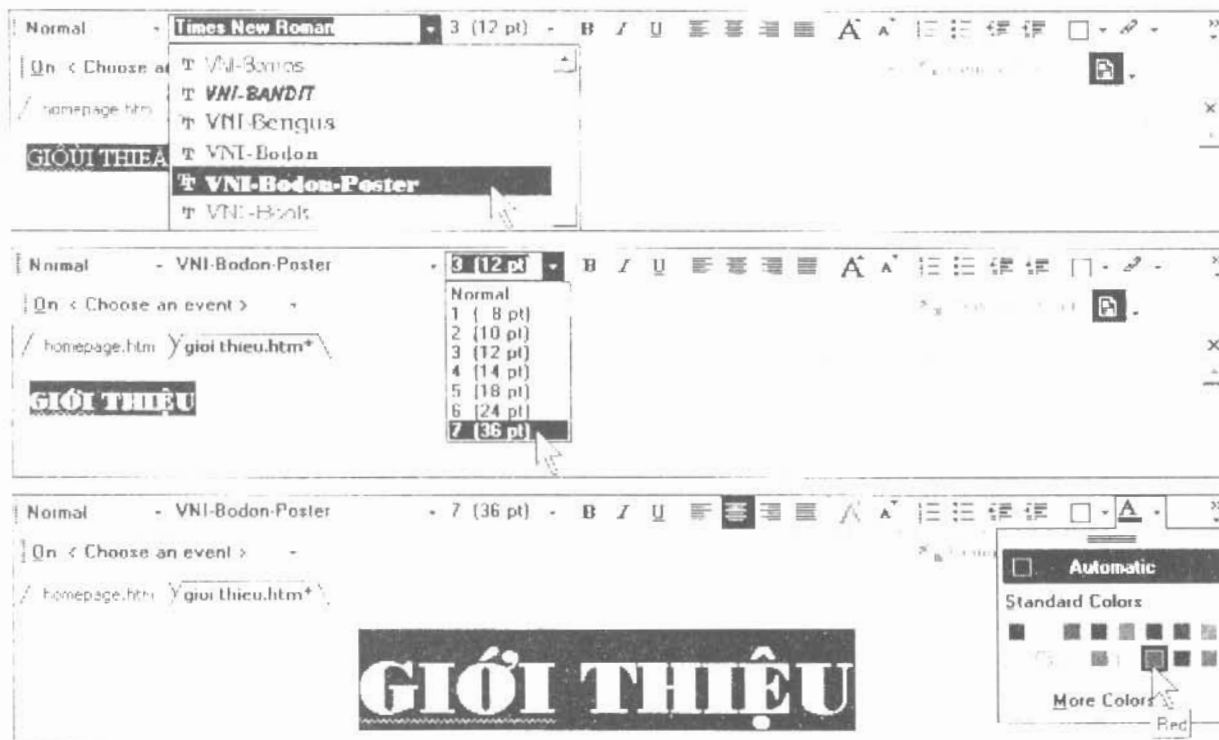 Normal Times New Roman 3 (12 pt) B I U A A
On < Choose a
homepage.htm
GIÔÙI THIEÄ
T VNI-BANDIT
T VNI-Bengus
T VNI-Bodon
T VNI-Bodon-Poster
Normal VNI-Bodon-Poster 3 (12 pt) B I U A A
On < Choose an event >
homepage.htm gioi thieu.htm*
GIỚI THIỆU
Normal
1 ( 8 pt)
2 (10 pt)
3 (12 pt)
4 (14 pt)
5 (18 pt)
6 (24 pt)
7 (36 pt)
Normal VNI-Bodon-Poster 7 (36 pt) B I U A A A
On < Choose an event >
homepage.htm gioi thieu.htm*
GIỚI THIỆU
Automatic
Standard Colors
More Colors
Red